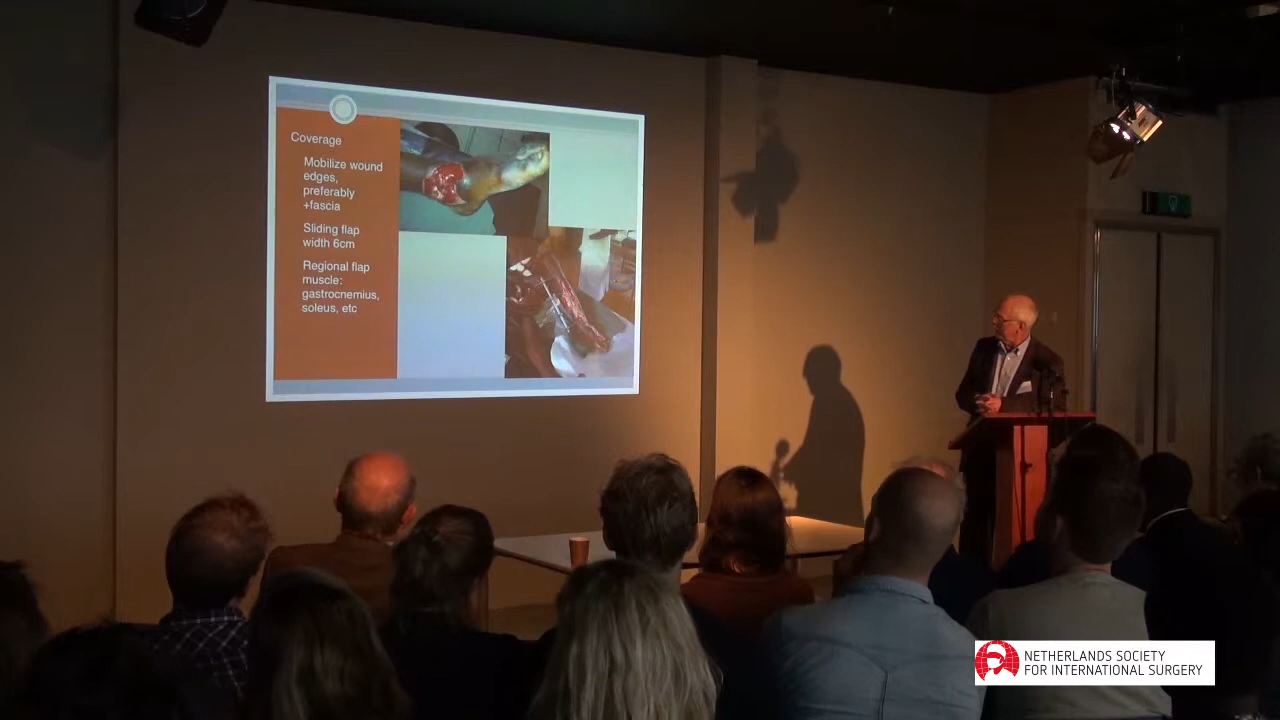 Coverage
Mobilize wound
edges,
preferably
+fascia
Sliding flap
width 6cm
Regional flap
muscle:
gastrocnemius,
soleus, etc
NETHERLANDS SOCIETY
FOR INTERNATIONAL SURGERY